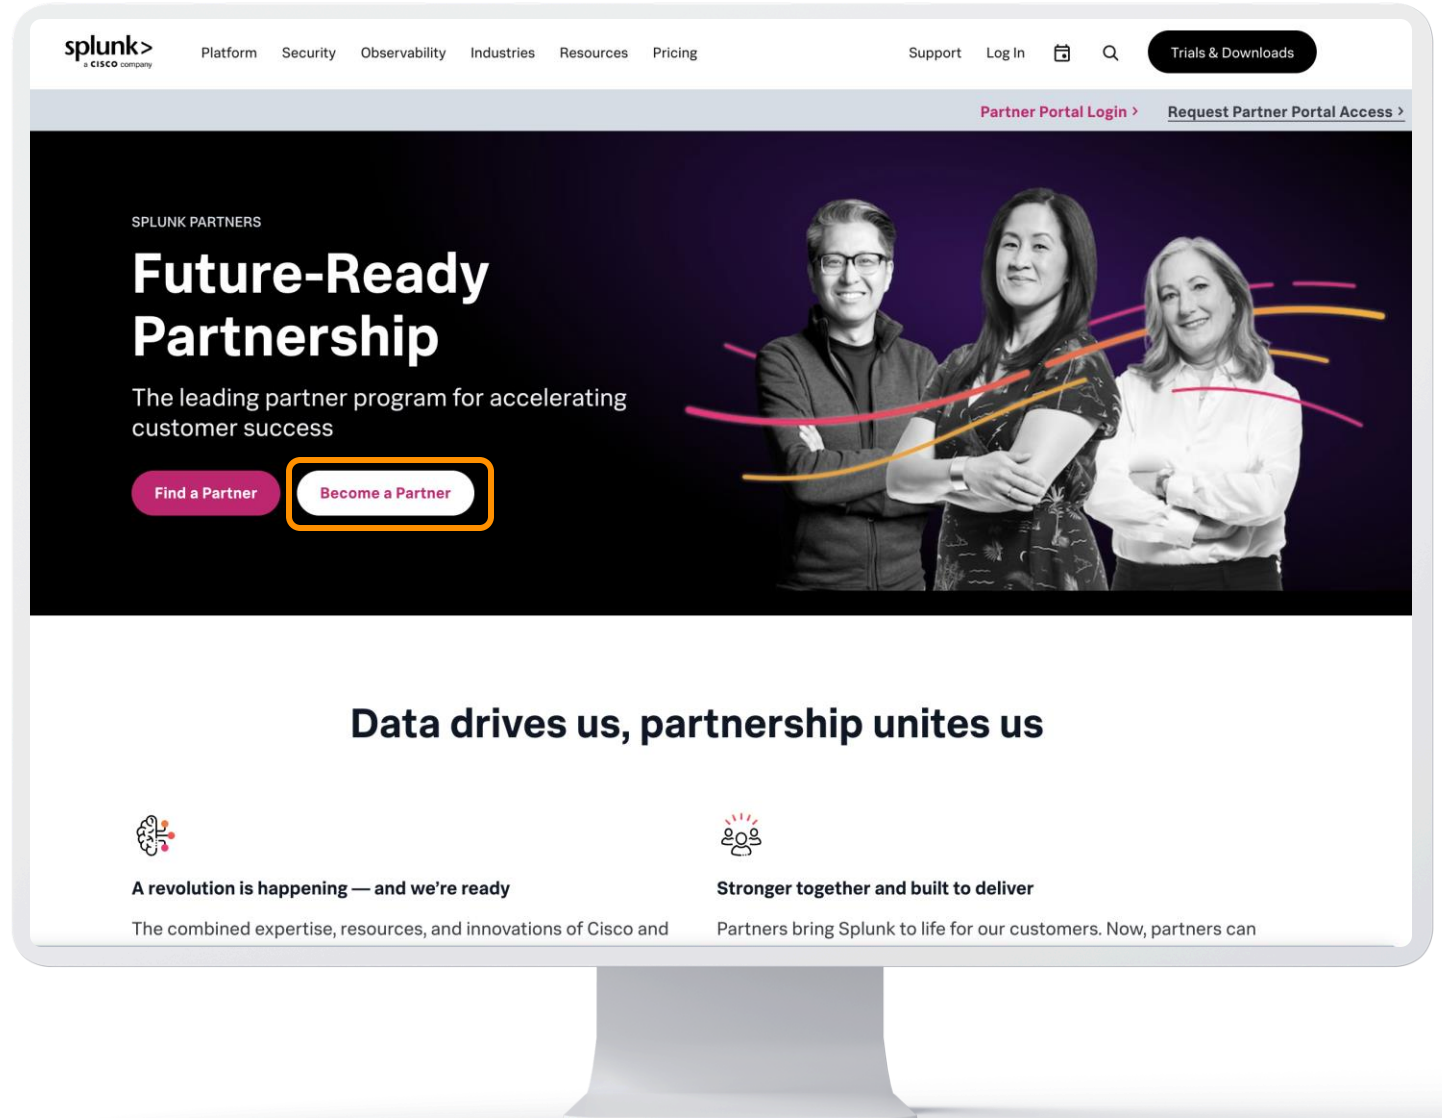 splunk>
a CISCO company
Platform Security Observability Industries Resources Pricing Support Log In Trials & Downloads
Partner Portal Login > Request Partner Portal Access >
SPLUNK PARTNERS
Future-Ready
Partnership
The leading partner program for accelerating
customer success
Find a Partner Become a Partner
Data drives us, partnership unites us
A revolution is happening — and we're ready
The combined expertise, resources, and innovations of Cisco and
Stronger together and built to deliver
Partners bring Splunk to life for our customers. Now, partners can